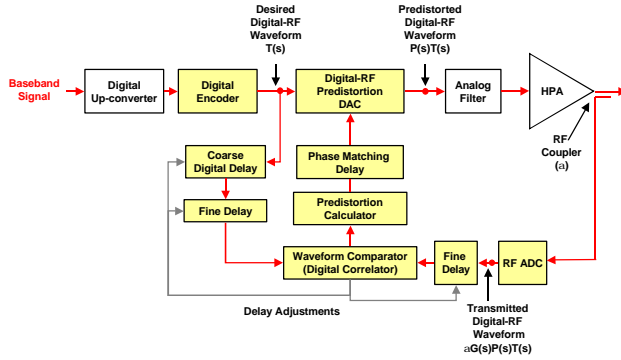 Desired
Digital-RF
Waveform
T(s)
Predistorted
Digital-RF
Waveform
P(s)T(s)
Baseband
Signal
Digital
Up-converter
Digital
Encoder
Digital-RF
Predistortion
DAC
Analog
Filter
HPA
RF
Coupler
(a)
Coarse
Digital Delay
Phase Matching
Delay
Fine Delay
Predistortion
Calculator
Waveform Comparator
(Digital Correlator)
Fine
Delay
RF ADC
Delay Adjustments
Transmitted
Digital-RF
Waveform
aG(s)P(s)T(s)